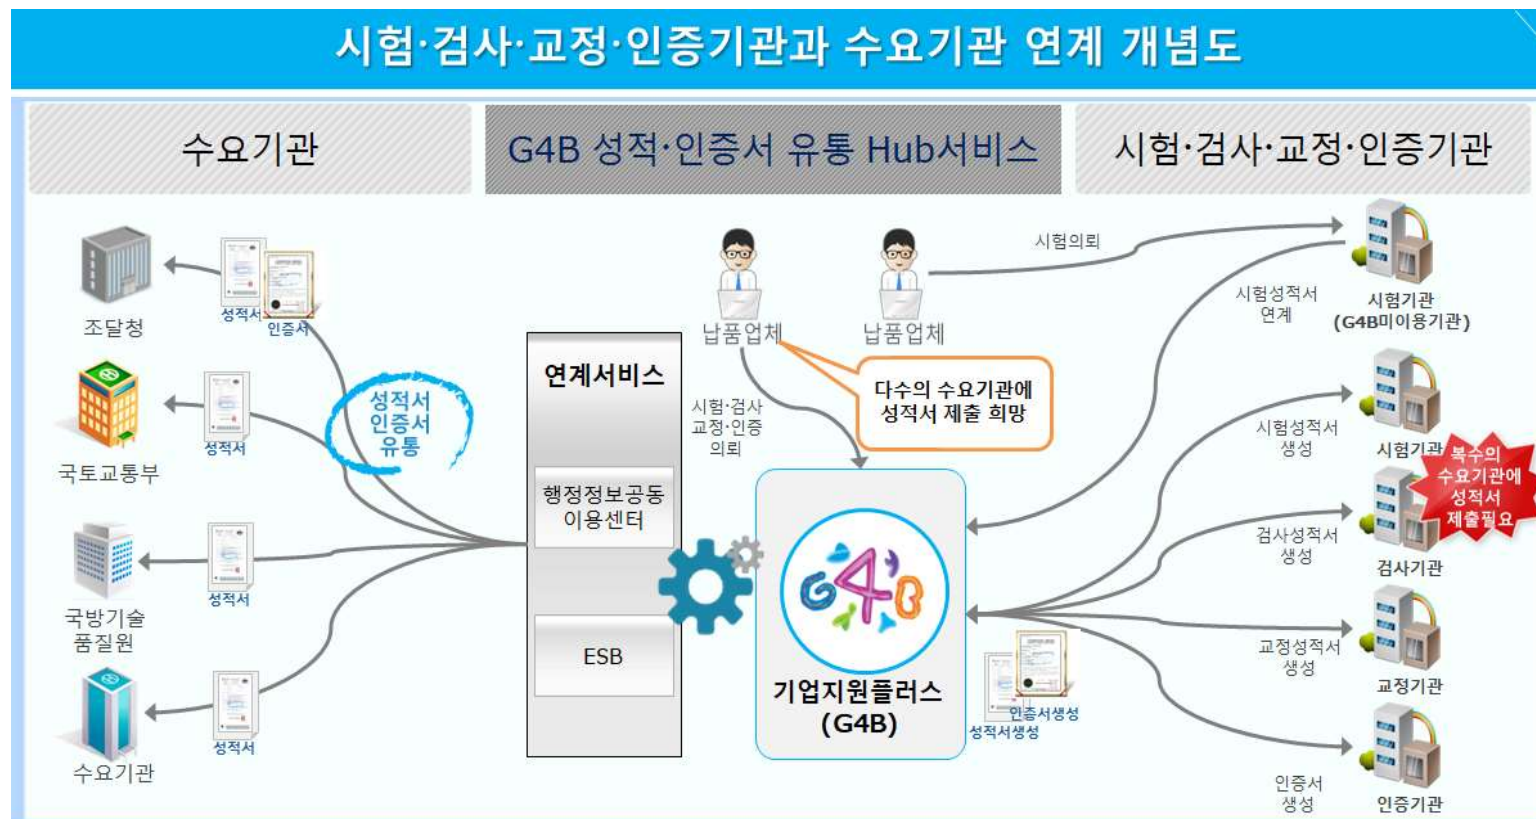 시험·검사·교정·인증기관과 수요기관 연계 개념도
수요기관
G4B 성적·인증서 유통 Hub서비스
시험·검사·교정·인증기관
조달청
성적서
인증서
국토교통부
성적서
국방기술
품질원
성적서
수요기관
성적서
성적서
인증서
유통
연계서비스
행정정보공동
이용센터
ESB
납품업체
납품업체
다수의 수요기관에
성적서 제출 희망
시험·검사
교정·인증
의뢰
G4B
기업지원플러스
(G4B)
인증서생성
성적서생성
시험의뢰
시험성적서
연계
시험기관
(G4B미이용기관)
시험성적서
생성
시험기관
복수의
수요기관에
성적서
제출필요
검사성적서
생성
검사기관
교정성적서
생성
교정기관
인증서
생성
인증기관